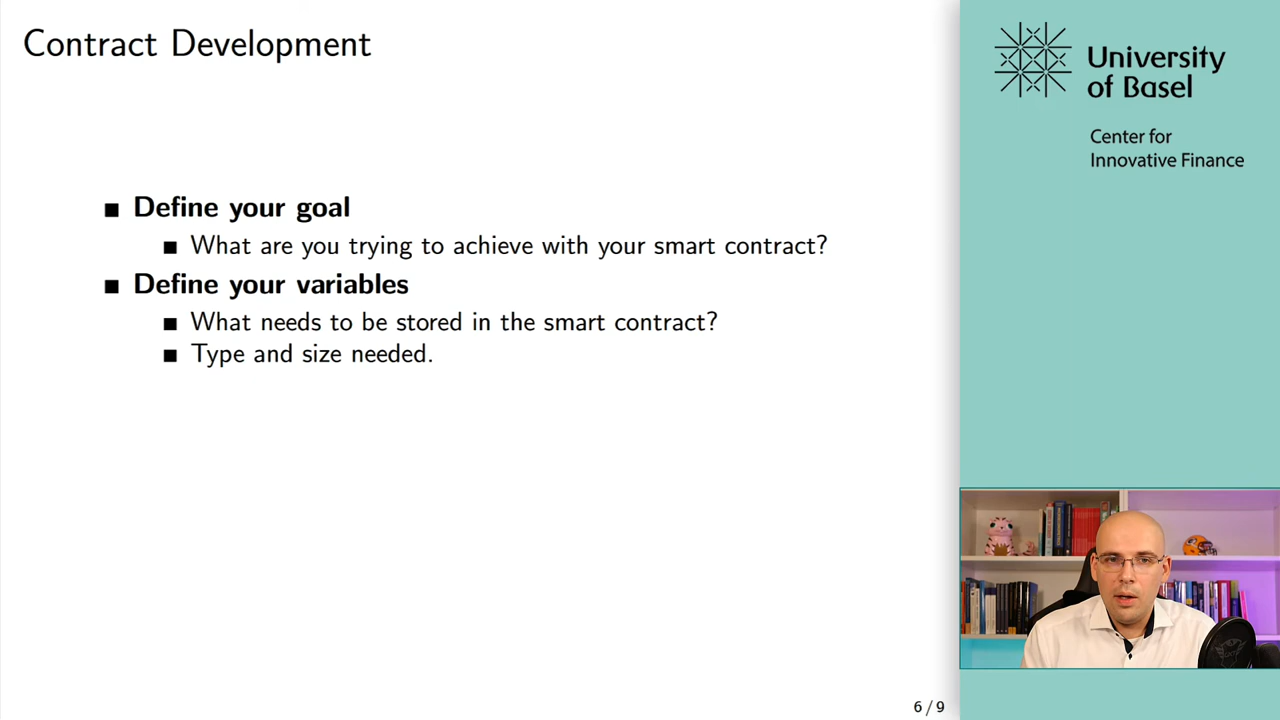 Contract Development
University
of Basel
Center for
Innovative Finance
Define your goal
What are you trying to achieve with your smart contract?
Define your variables
What needs to be stored in the smart contract?
Type and size needed.
6 / 9